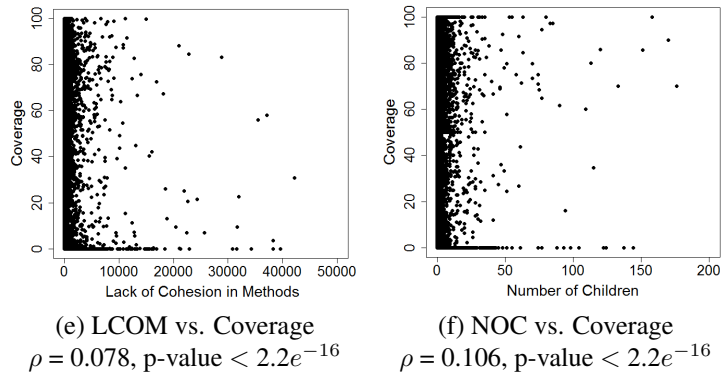 100
80
60
40
20
0
Coverage
0 10000 20000 30000 40000 50000
Lack of Cohesion in Methods
(e) LCOM vs. Coverage
ρ = 0.078, p-value < 2.2e⁻¹⁶
100
80
60
40
20
0
Coverage
0 50 100 150 200
Number of Children
(f) NOC vs. Coverage
ρ = 0.106, p-value < 2.2e⁻¹⁶